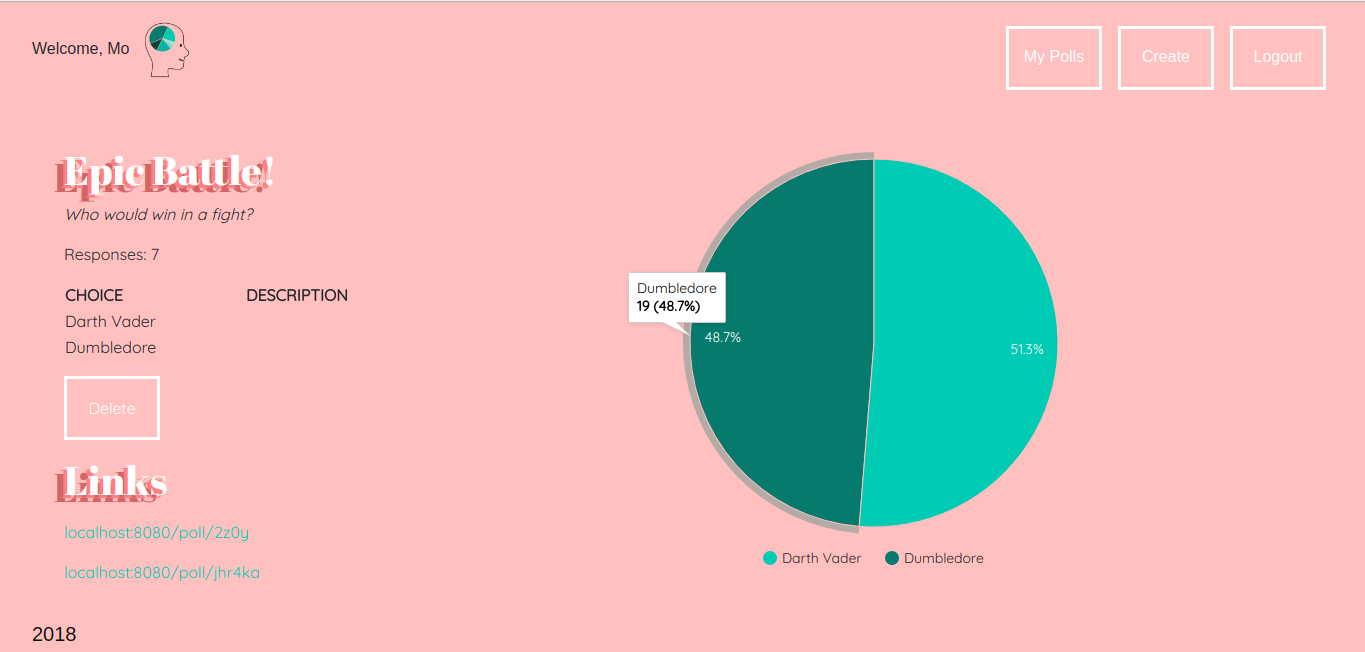 Welcome, Mo
My Polls
Create
Logout
Epic Battle!
Who would win in a fight?
Responses: 7
CHOICE DESCRIPTION
Darth Vader
Dumbledore
Delete
Links
localhost:8080/poll/2z0y
localhost:8080/poll/jhr4ka
Dumbledore
19 (48.7%)
48.7%
51.3%
Darth Vader
Dumbledore
2018